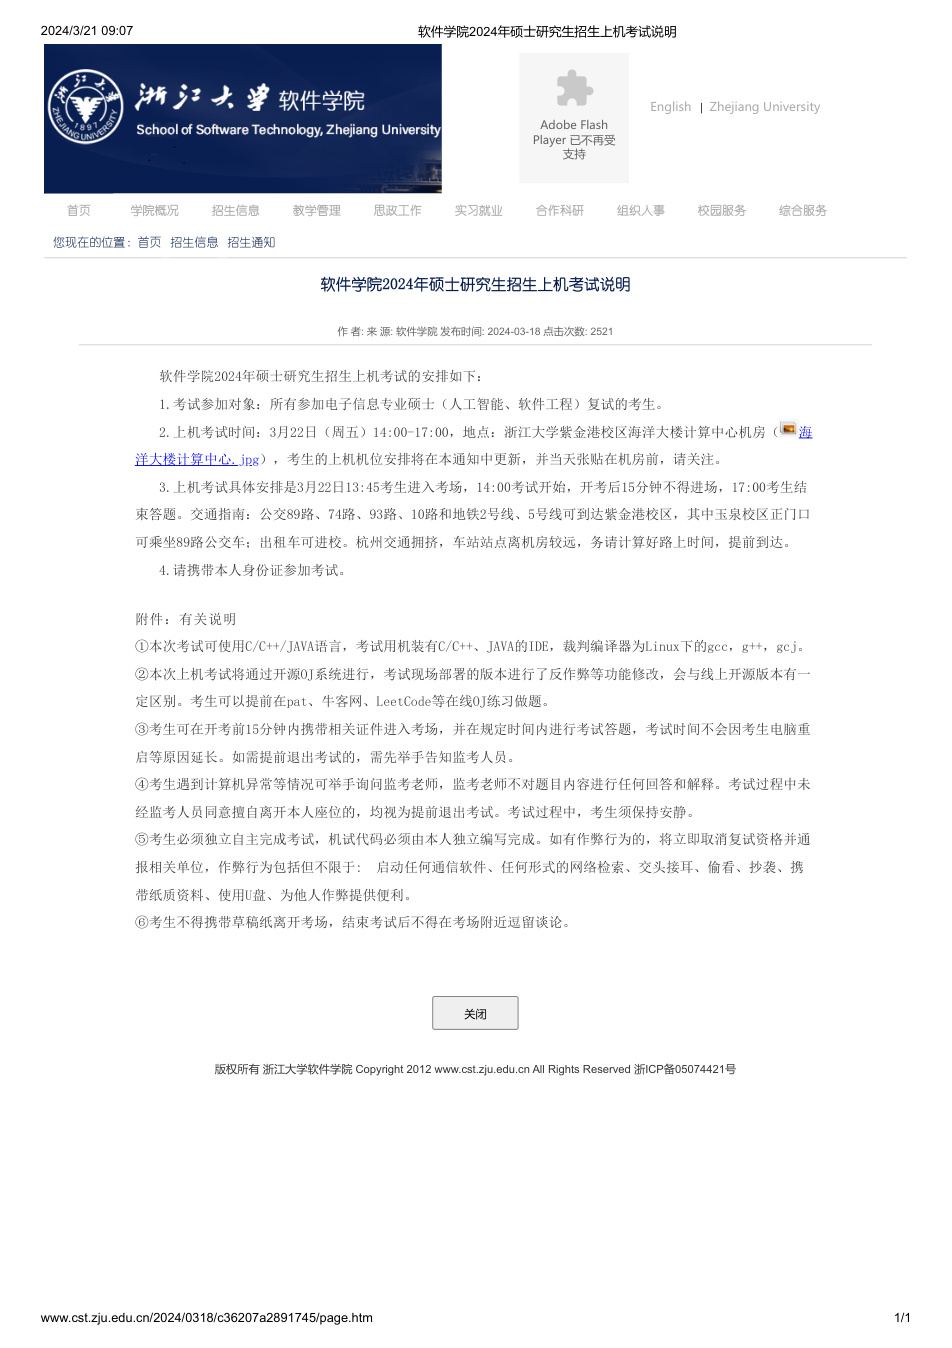 2024/3/21 09:07 软件学院2024年硕士研究生招生上机考试说明
浙江大学 软件学院
School of Software Technology, Zhejiang University
ZHEJIANG UNIVERSITY
1897
Adobe Flash
Player 已不再受
支持
English | Zhejiang University
首页 学院概况 招生信息 教学管理 思政工作 实习就业 合作科研 组织人事 校园服务 综合服务
您现在的位置：首页 招生信息 招生通知
软件学院2024年硕士研究生招生上机考试说明
作 者: 来 源: 软件学院 发布时间: 2024-03-18 点击次数: 2521
软件学院2024年硕士研究生招生上机考试的安排如下：
1.考试参加对象：所有参加电子信息专业硕士（人工智能、软件工程）复试的考生。
2.上机考试时间：3月22日（周五）14:00-17:00，地点：浙江大学紫金港校区海洋大楼计算中心机房（海
洋大楼计算中心.jpg），考生的上机机位安排将在本通知中更新，并当天张贴在机房前，请关注。
3.上机考试具体安排是3月22日13:45考生进入考场，14:00考试开始，开考后15分钟不得进场，17:00考生结
束答题。交通指南：公交89路、74路、93路、10路和地铁2号线、5号线可到达紫金港校区，其中玉泉校区正门口
可乘坐89路公交车；出租车可进校。杭州交通拥挤，车站站点离机房较远，务请计算好路上时间，提前到达。
4.请携带本人身份证参加考试。
附件：有关说明
①本次考试可使用C/C++/JAVA语言，考试用机装有C/C++、JAVA的IDE，裁判编译器为Linux下的gcc，g++，gcj。
②本次上机考试将通过开源OJ系统进行，考试现场部署的版本进行了反作弊等功能修改，会与线上开源版本有一
定区别。考生可以提前在pat、牛客网、LeetCode等在线OJ练习做题。
③考生可在开考前15分钟内携带相关证件进入考场，并在规定时间内进行考试答题，考试时间不会因考生电脑重
启等原因延长。如需提前退出考试的，需先举手告知监考人员。
④考生遇到计算机异常等情况可举手询问监考老师，监考老师不对题目内容进行任何回答和解释。考试过程中未
经监考人员同意擅自离开本人座位的，均视为提前退出考试。考试过程中，考生须保持安静。
⑤考生必须独立自主完成考试，机试代码必须由本人独立编写完成。如有作弊行为的，将立即取消复试资格并通
报相关单位，作弊行为包括但不限于： 启动任何通信软件、任何形式的网络检索、交头接耳、偷看、抄袭、携
带纸质资料、使用U盘、为他人作弊提供便利。
⑥考生不得携带草稿纸离开考场，结束考试后不得在考场附近逗留谈论。
关闭
版权所有 浙江大学软件学院 Copyright 2012 www.cst.zju.edu.cn All Rights Reserved 浙ICP备05074421号
www.cst.zju.edu.cn/2024/0318/c36207a2891745/page.htm 1/1